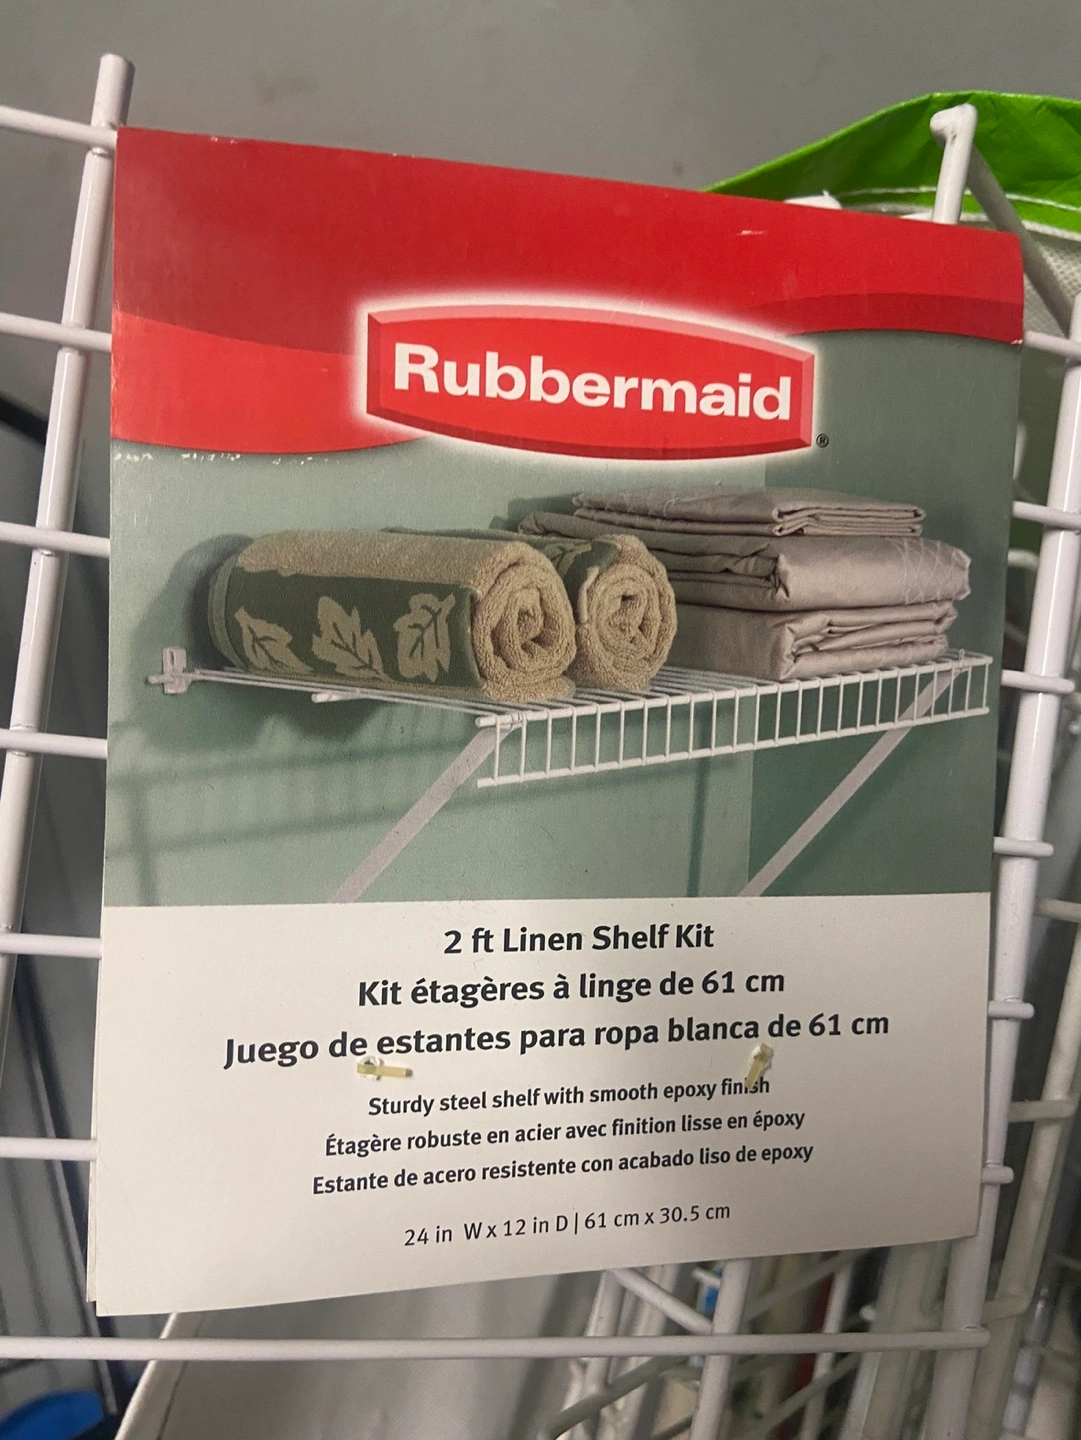 Rubbermaid®
2 ft Linen Shelf Kit
Kit étagères à linge de 61 cm
Juego de estantes para ropa blanca de 61 cm
Sturdy steel shelf with smooth epoxy finish
Étagère robuste en acier avec finition lisse en époxy
Estante de acero resistente con acabado liso de epoxy
24 in W x 12 in D | 61 cm x 30.5 cm